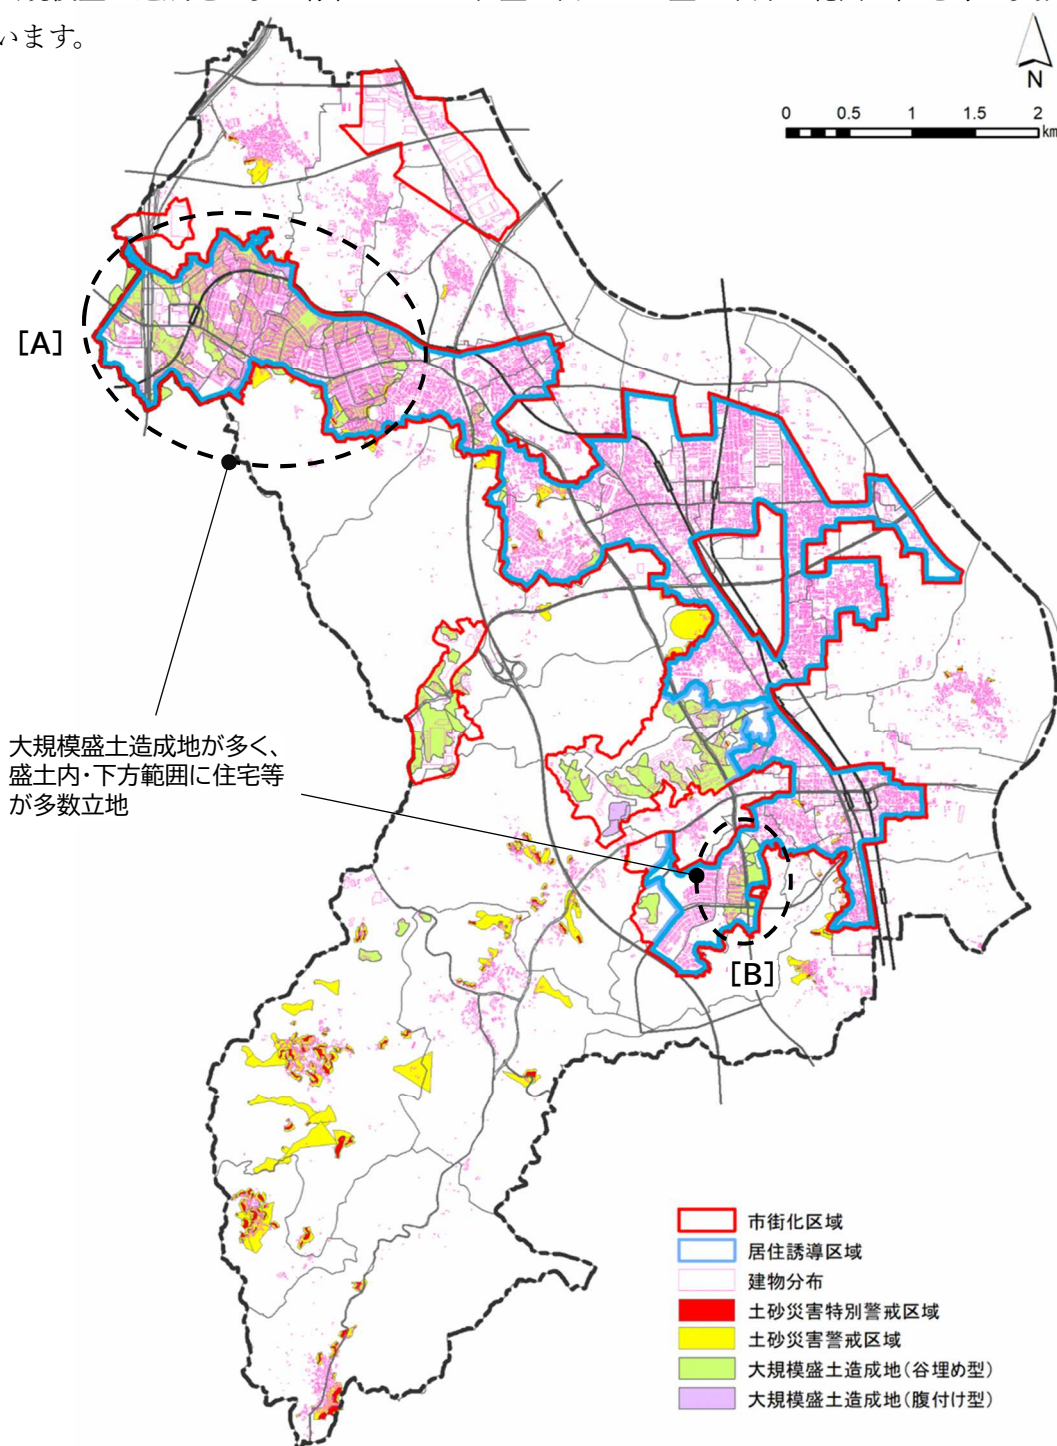 います。
N
0 0.5 1 1.5 2
km
[A]
大規模盛土造成地が多く、
盛土内・下方範囲に住宅等
が多数立地
[B]
市街化区域
居住誘導区域
建物分布
土砂災害特別警戒区域
土砂災害警戒区域
大規模盛土造成地(谷埋め型)
大規模盛土造成地(腹付け型)